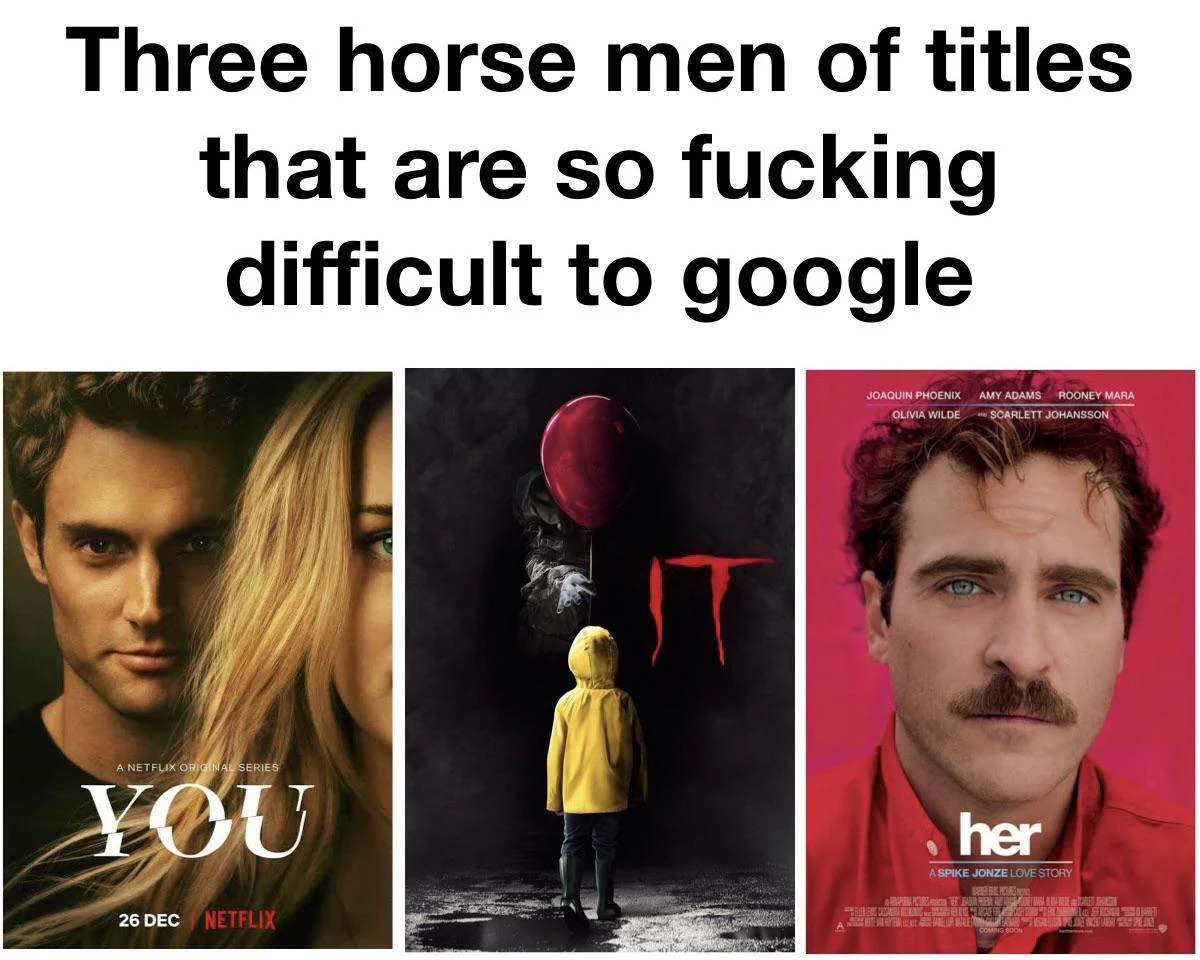 Three horse men of titles
that are so fucking
difficult to google
A NETFLIX ORIGINAL SERIES
YOU
26 DEC | NETFLIX
IT
JOAQUIN PHOENIX AMY ADAMS ROONEY MARA
OLIVIA WILDE AND SCARLETT JOHANSSON
her
A SPIKE JONZE LOVE STORY
COMING SOON